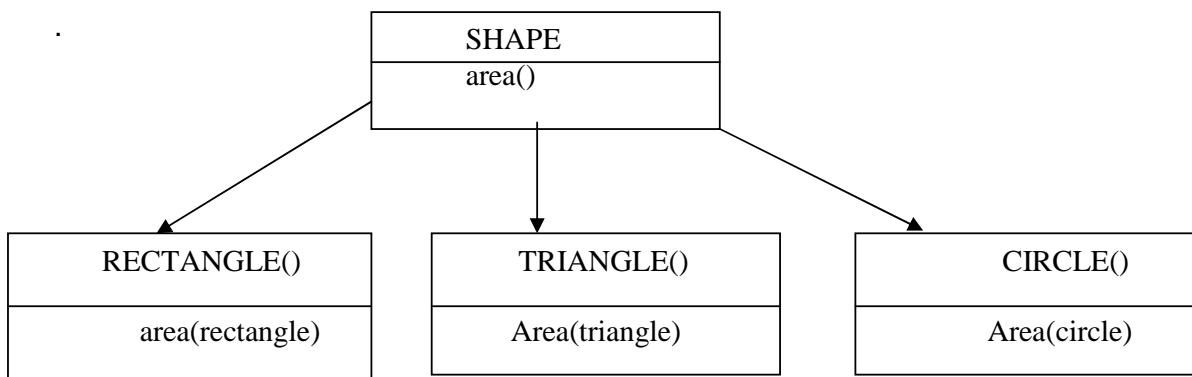 .
SHAPE
area()
RECTANGLE()
TRIANGLE()
CIRCLE()
area(rectangle)
Area(triangle)
Area(circle)